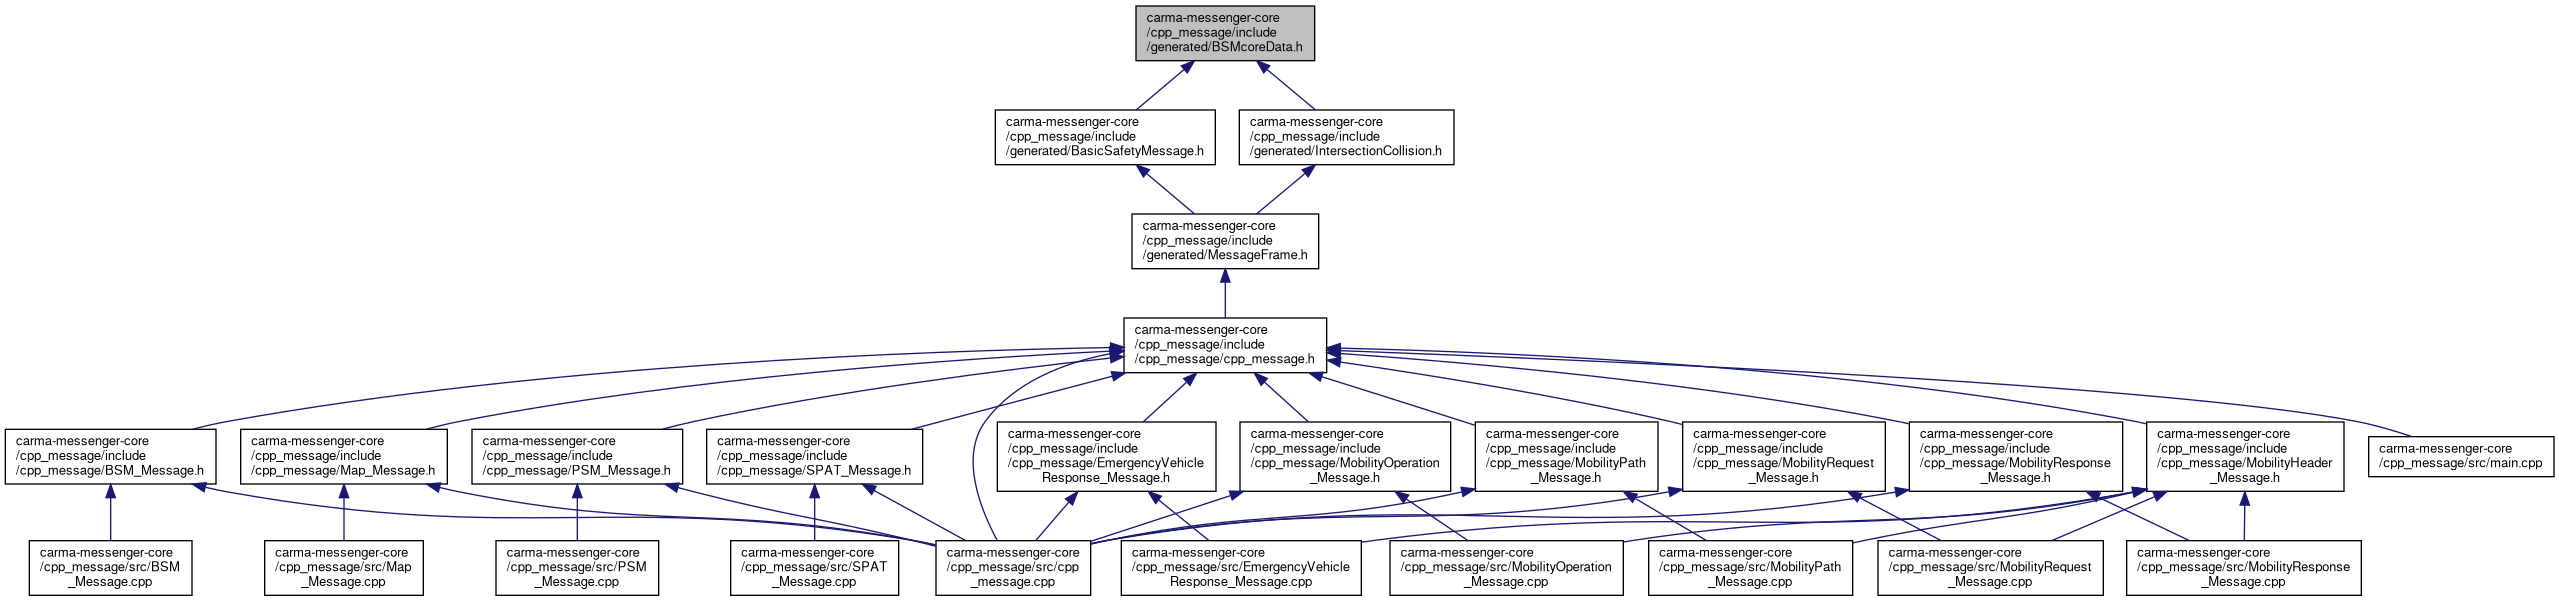 carma-messenger-core
/cpp_message/include
/generated/BSMcoreData.h
carma-messenger-core
/cpp_message/include
/generated/BasicSafetyMessage.h
carma-messenger-core
/cpp_message/include
/generated/IntersectionCollision.h
carma-messenger-core
/cpp_message/include
/generated/MessageFrame.h
carma-messenger-core
/cpp_message/include
/cpp_message/cpp_message.h
carma-messenger-core
/cpp_message/include
/cpp_message/BSM_Message.h
carma-messenger-core
/cpp_message/include
/cpp_message/Map_Message.h
carma-messenger-core
/cpp_message/include
/cpp_message/PSM_Message.h
carma-messenger-core
/cpp_message/include
/cpp_message/SPAT_Message.h
carma-messenger-core
/cpp_message/include
/cpp_message/EmergencyVehicle
Response_Message.h
carma-messenger-core
/cpp_message/include
/cpp_message/MobilityOperation
_Message.h
carma-messenger-core
/cpp_message/include
/cpp_message/MobilityPath
_Message.h
carma-messenger-core
/cpp_message/include
/cpp_message/MobilityRequest
_Message.h
carma-messenger-core
/cpp_message/include
/cpp_message/MobilityResponse
_Message.h
carma-messenger-core
/cpp_message/include
/cpp_message/MobilityHeader
_Message.h
carma-messenger-core
/cpp_message/src/main.cpp
carma-messenger-core
/cpp_message/src/BSM
_Message.cpp
carma-messenger-core
/cpp_message/src/Map
_Message.cpp
carma-messenger-core
/cpp_message/src/PSM
_Message.cpp
carma-messenger-core
/cpp_message/src/SPAT
_Message.cpp
carma-messenger-core
/cpp_message/src/cpp
_message.cpp
carma-messenger-core
/cpp_message/src/EmergencyVehicle
Response_Message.cpp
carma-messenger-core
/cpp_message/src/MobilityOperation
_Message.cpp
carma-messenger-core
/cpp_message/src/MobilityPath
_Message.cpp
carma-messenger-core
/cpp_message/src/MobilityRequest
_Message.cpp
carma-messenger-core
/cpp_message/src/MobilityResponse
_Message.cpp